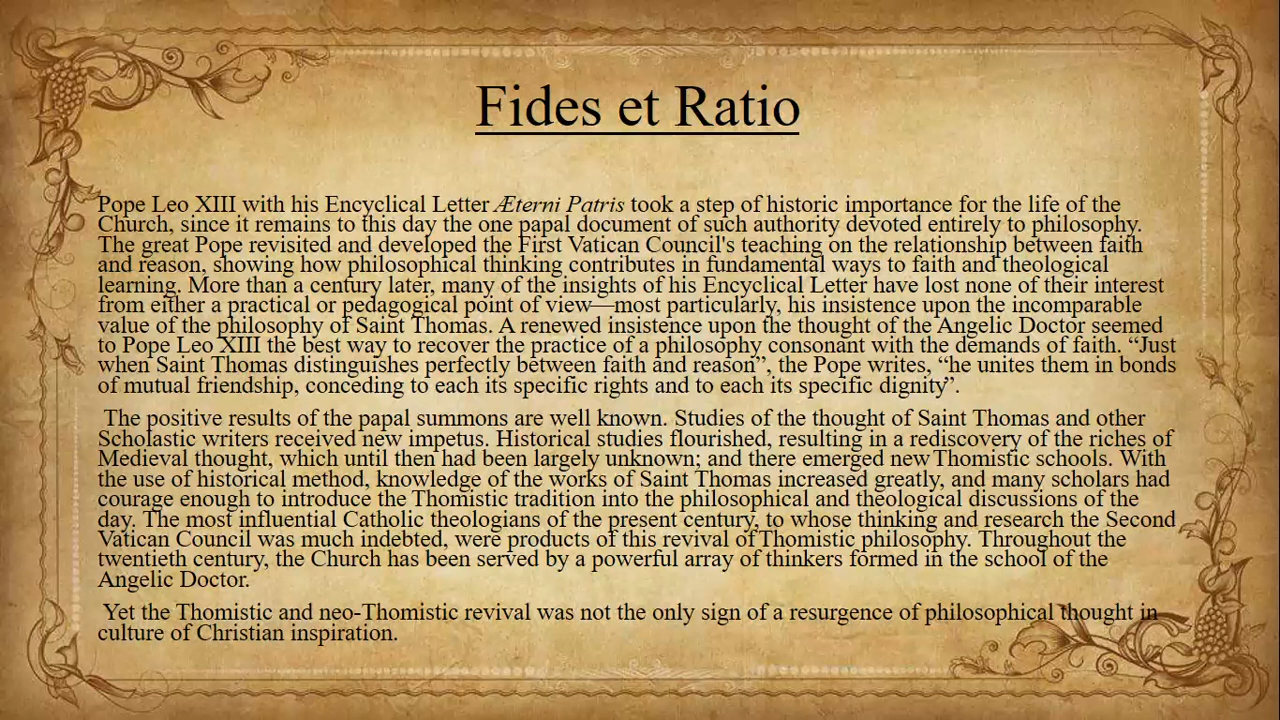 Fides et Ratio
Pope Leo XIII with his Encyclical Letter Æterni Patris took a step of historic importance for the life of the
Church, since it remains to this day the one papal document of such authority devoted entirely to philosophy.
The great Pope revisited and developed the First Vatican Council's teaching on the relationship between faith
and reason, showing how philosophical thinking contributes in fundamental ways to faith and theological
learning. More than a century later, many of the insights of his Encyclical Letter have lost none of their interest
from either a practical or pedagogical point of view—most particularly, his insistence upon the incomparable
value of the philosophy of Saint Thomas. A renewed insistence upon the thought of the Angelic Doctor seemed
to Pope Leo XIII the best way to recover the practice of a philosophy consonant with the demands of faith. “Just
when Saint Thomas distinguishes perfectly between faith and reason”, the Pope writes, “he unites them in bonds
of mutual friendship, conceding to each its specific rights and to each its specific dignity”.
The positive results of the papal summons are well known. Studies of the thought of Saint Thomas and other
Scholastic writers received new impetus. Historical studies flourished, resulting in a rediscovery of the riches of
Medieval thought, which until then had been largely unknown; and there emerged new Thomistic schools. With
the use of historical method, knowledge of the works of Saint Thomas increased greatly, and many scholars had
courage enough to introduce the Thomistic tradition into the philosophical and theological discussions of the
day. The most influential Catholic theologians of the present century, to whose thinking and research the Second
Vatican Council was much indebted, were products of this revival of Thomistic philosophy. Throughout the
twentieth century, the Church has been served by a powerful array of thinkers formed in the school of the
Angelic Doctor.
Yet the Thomistic and neo-Thomistic revival was not the only sign of a resurgence of philosophical thought in
culture of Christian inspiration.